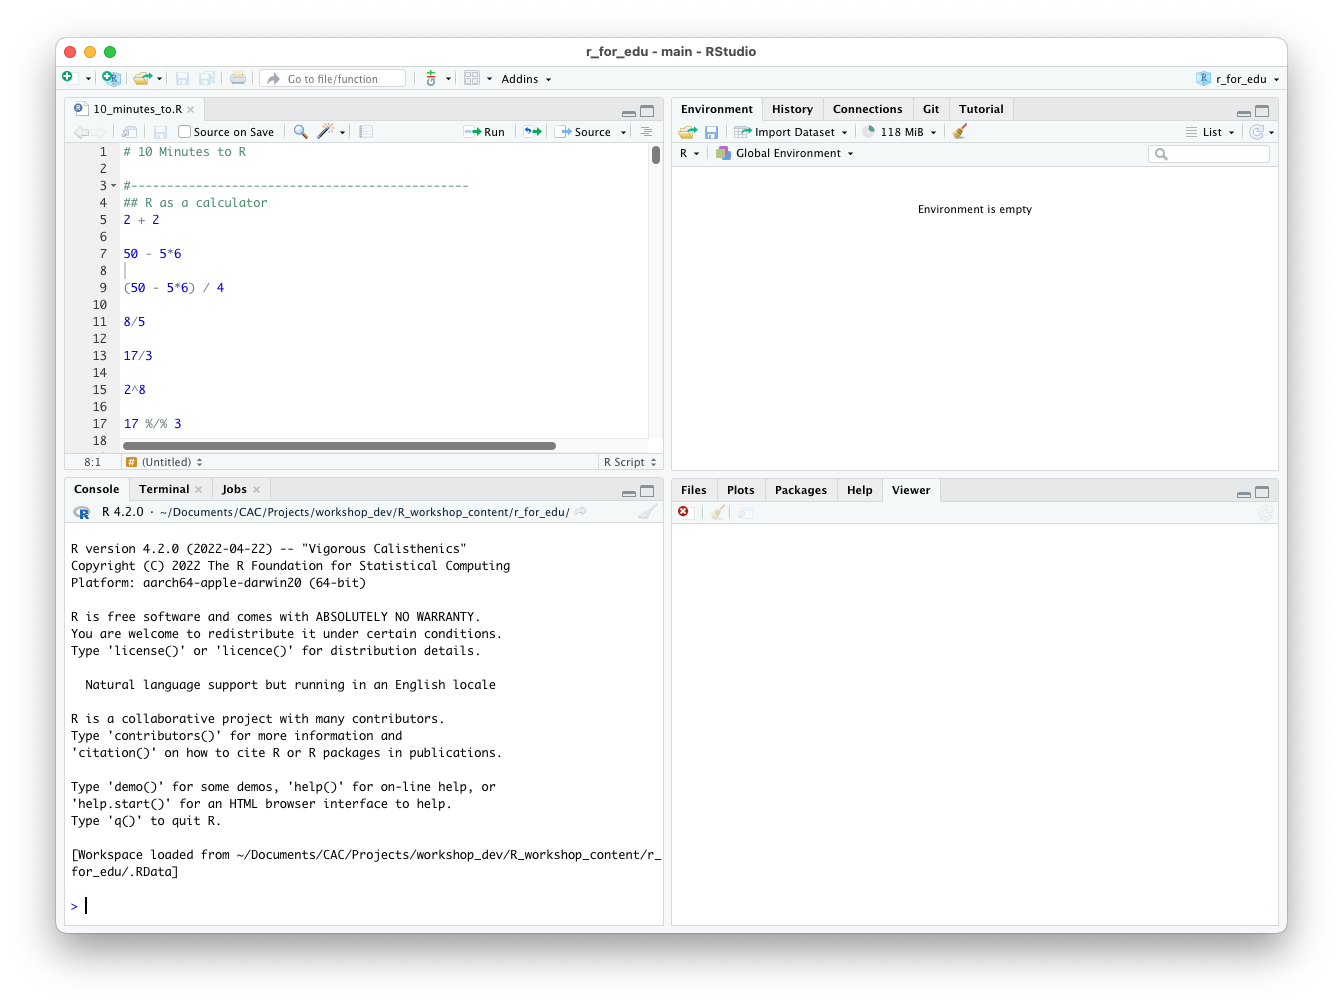 r_for_edu - main - RStudio
Go to file/function
Addins
r_for_edu
10_minutes_to.R
Source on Save
Run
Source
1 # 10 Minutes to R
2
3 #-----------------------------------------------
4 ## R as a calculator
5 2 + 2
6
7 50 - 5*6
8
9 (50 - 5*6) / 4
10
11 8/5
12
13 17/3
14
15 2^8
16
17 17 %/% 3
18
8:1
# (Untitled)
R Script
Environment History Connections Git Tutorial
Import Dataset 118 MiB List
R Global Environment
Environment is empty
Console Terminal Jobs
R 4.2.0 · ~/Documents/CAC/Projects/workshop_dev/R_workshop_content/r_for_edu/
R version 4.2.0 (2022-04-22) -- "Vigorous Calisthenics"
Copyright (C) 2022 The R Foundation for Statistical Computing
Platform: aarch64-apple-darwin20 (64-bit)
R is free software and comes with ABSOLUTELY NO WARRANTY.
You are welcome to redistribute it under certain conditions.
Type 'license()' or 'licence()' for distribution details.
Natural language support but running in an English locale
R is a collaborative project with many contributors.
Type 'contributors()' for more information and
'citation()' on how to cite R or R packages in publications.
Type 'demo()' for some demos, 'help()' for on-line help, or
'help.start()' for an HTML browser interface to help.
Type 'q()' to quit R.
[Workspace loaded from ~/Documents/CAC/Projects/workshop_dev/R_workshop_content/r_
for_edu/.RData]
>
Files Plots Packages Help Viewer